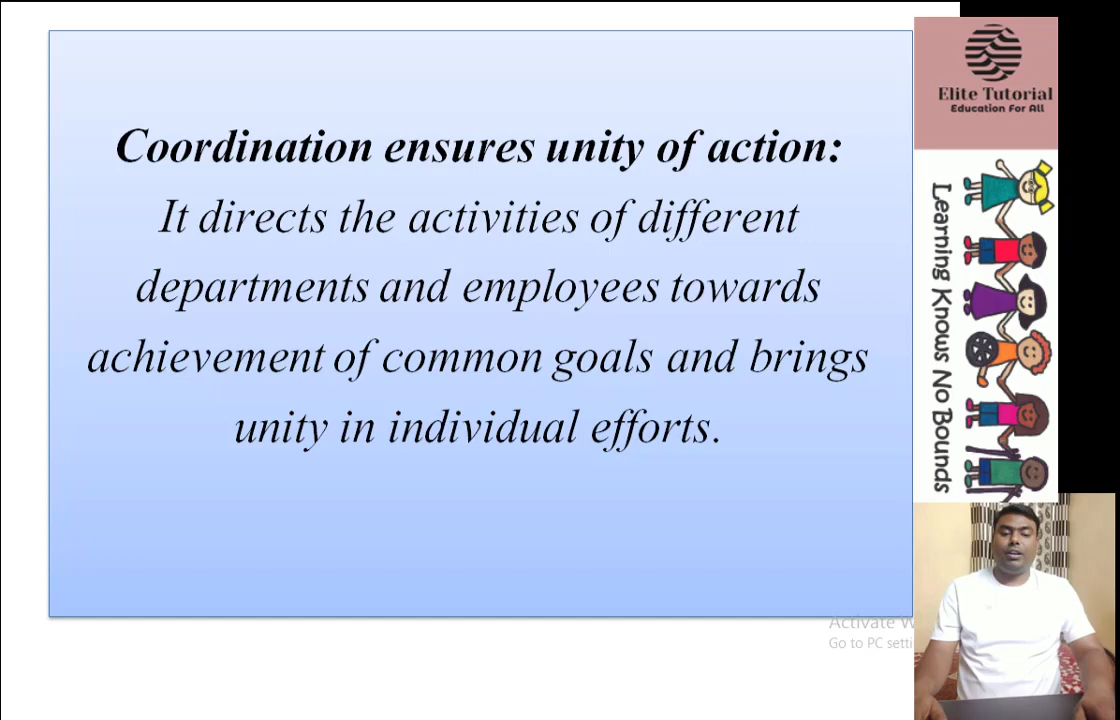 Coordination ensures unity of action:
It directs the activities of different
departments and employees towards
achievement of common goals and brings
unity in individual efforts.
Elite Tutorial
Education For All
Learning Knows No Bounds
Activate W
Go to PC setti